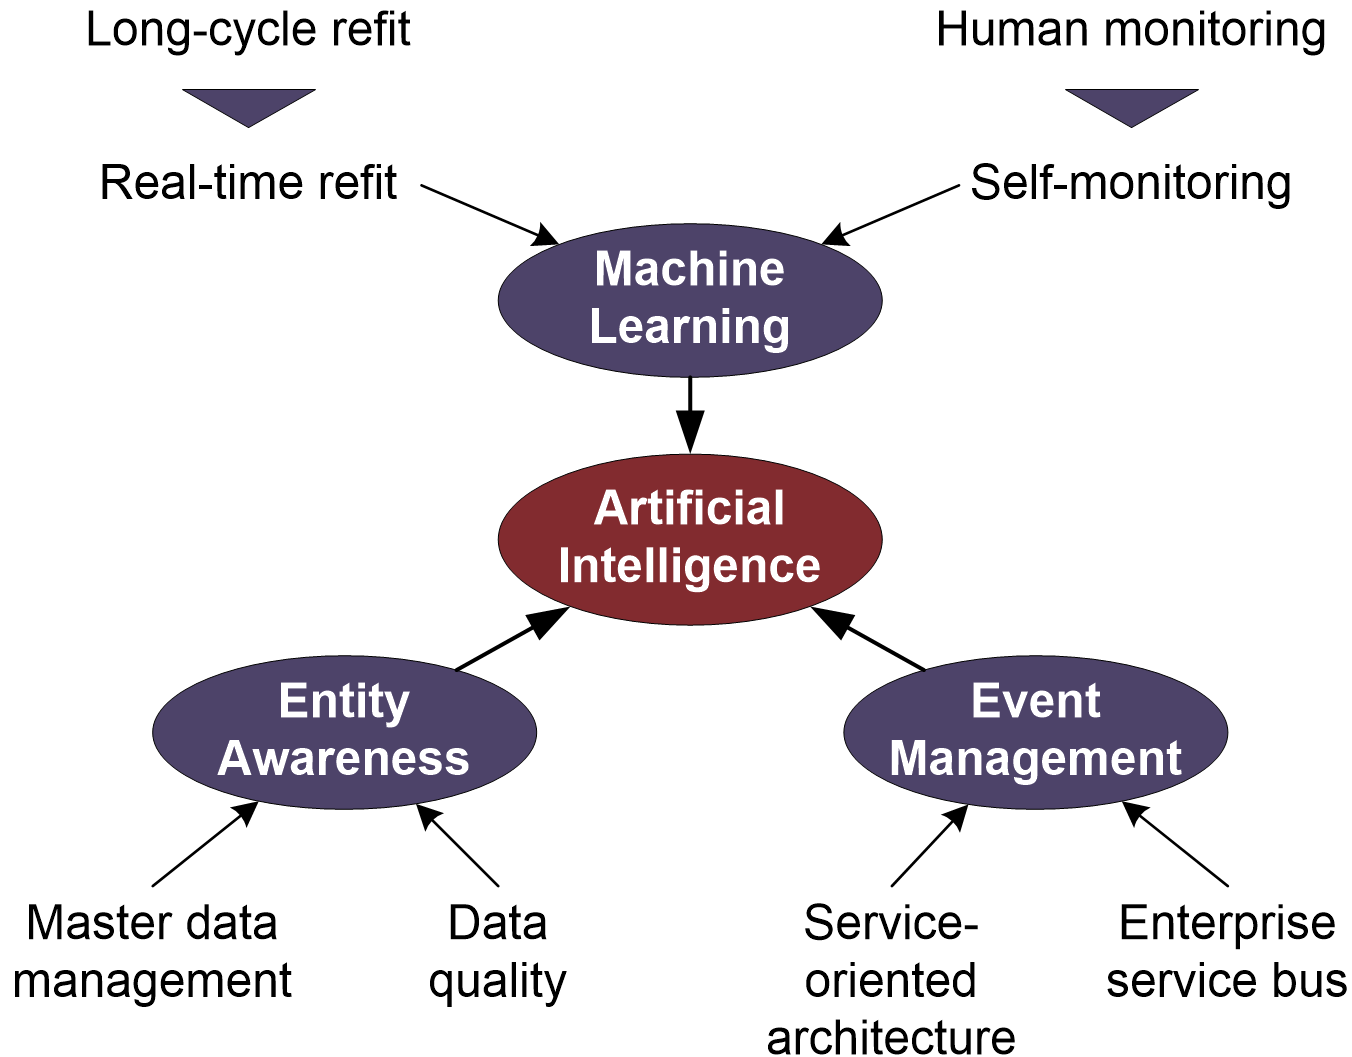 Long-cycle refit
Human monitoring
Real-time refit
Self-monitoring
Machine
Learning
Artificial
Intelligence
Entity
Awareness
Event
Management
Master data
management
Data
quality
Service-
oriented
architecture
Enterprise
service bus